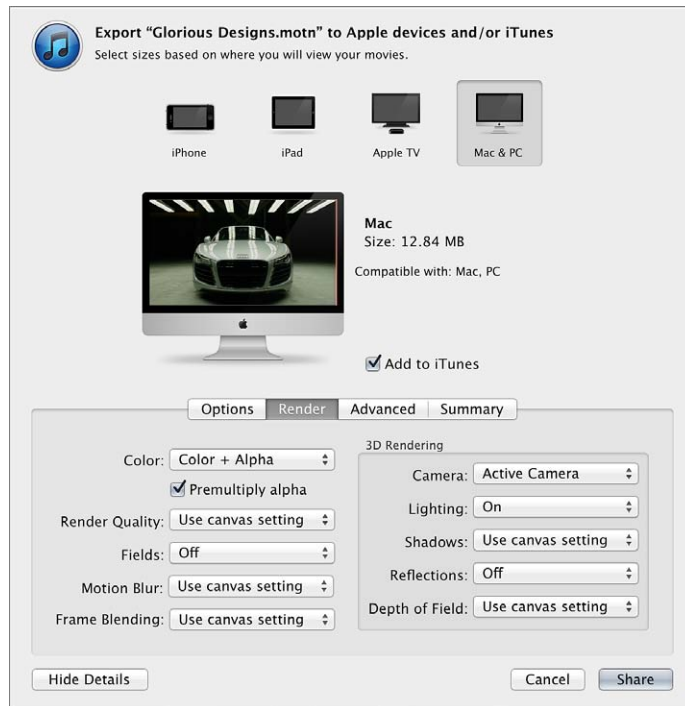 Export “Glorious Designs.motn” to Apple devices and/or iTunes
Select sizes based on where you will view your movies.
iPhone
iPad
Apple TV
Mac & PC
Mac
Size: 12.84 MB
Compatible with: Mac, PC
Add to iTunes
Options Render Advanced Summary
Color: Color + Alpha
Premultiply alpha
Render Quality: Use canvas setting
Fields: Off
Motion Blur: Use canvas setting
Frame Blending: Use canvas setting
3D Rendering
Camera: Active Camera
Lighting: On
Shadows: Use canvas setting
Reflections: Off
Depth of Field: Use canvas setting
Hide Details
Cancel
Share